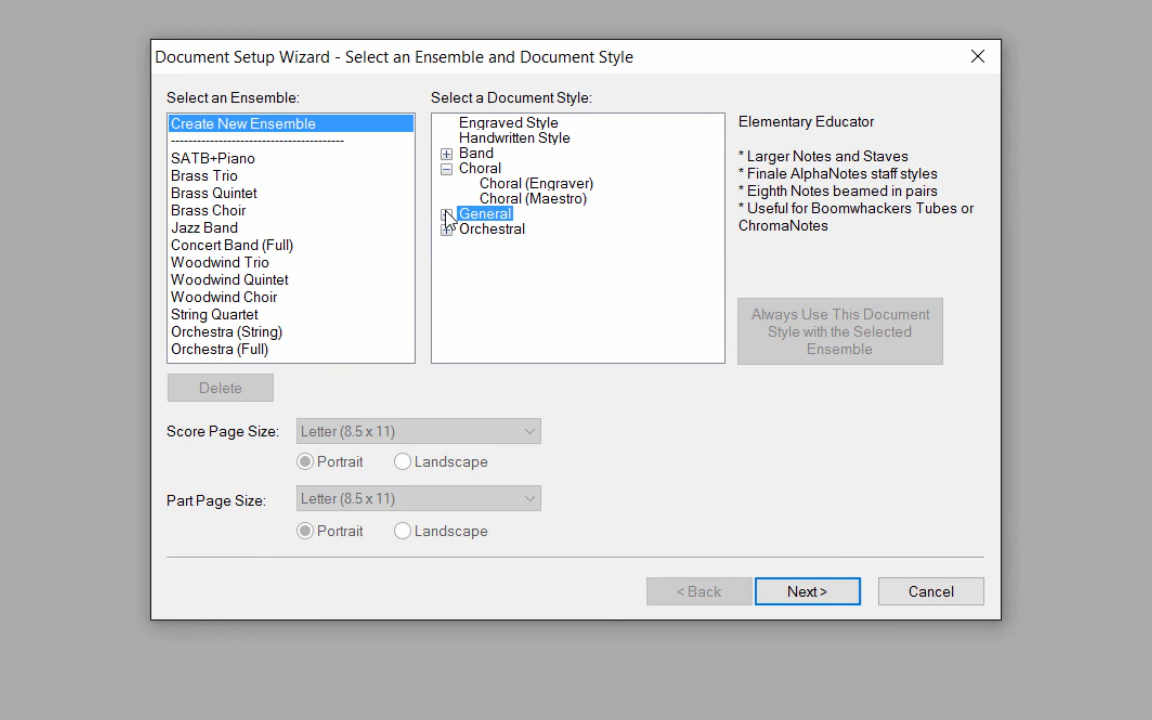 Document Setup Wizard - Select an Ensemble and Document Style
Select an Ensemble:
Create New Ensemble
----------------------------------------
SATB+Piano
Brass Trio
Brass Quintet
Brass Choir
Jazz Band
Concert Band (Full)
Woodwind Trio
Woodwind Quintet
Woodwind Choir
String Quartet
Orchestra (String)
Orchestra (Full)
Delete
Select a Document Style:
Engraved Style
Handwritten Style
Band
Choral
Choral (Engraver)
Choral (Maestro)
General
Orchestral
Elementary Educator
* Larger Notes and Staves
* Finale AlphaNotes staff styles
* Eighth Notes beamed in pairs
* Useful for Boomwhackers Tubes or
ChromaNotes
Always Use This Document
Style with the Selected
Ensemble
Score Page Size: Letter (8.5 x 11)
Portrait Landscape
Part Page Size: Letter (8.5 x 11)
Portrait Landscape
< Back Next > Cancel